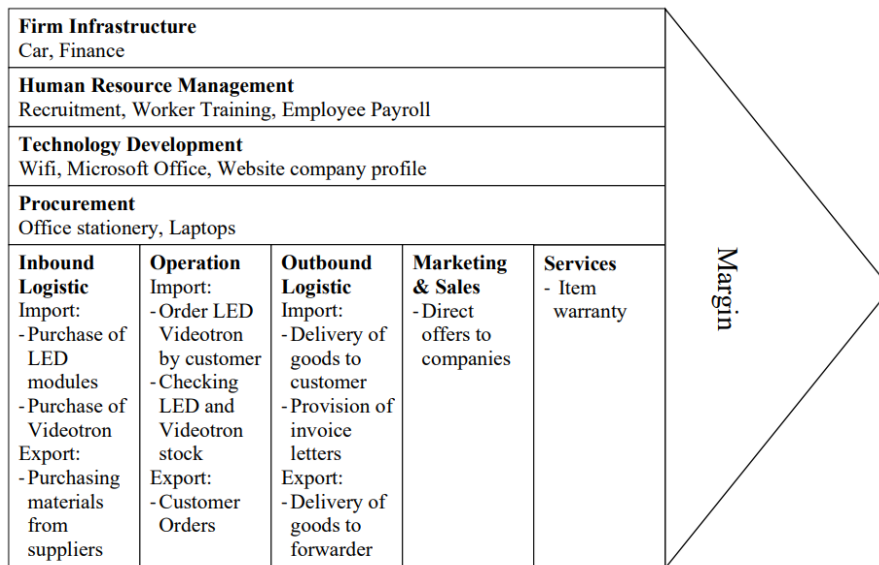 Firm Infrastructure
Car, Finance
Human Resource Management
Recruitment, Worker Training, Employee Payroll
Technology Development
Wifi, Microsoft Office, Website company profile
Procurement
Office stationery, Laptops
Inbound
Logistic
Import:
- Purchase of
LED
modules
- Purchase of
Videotron
Export:
- Purchasing
materials
from
suppliers
Operation
Import:
- Order LED
Videotron
by customer
- Checking
LED and
Videotron
stock
Export:
- Customer
Orders
Outbound
Logistic
Import:
- Delivery of
goods to
customer
- Provision of
invoice
letters
Export:
- Delivery of
goods to
forwarder
Marketing
& Sales
- Direct
offers to
companies
Services
- Item
warranty
Margin